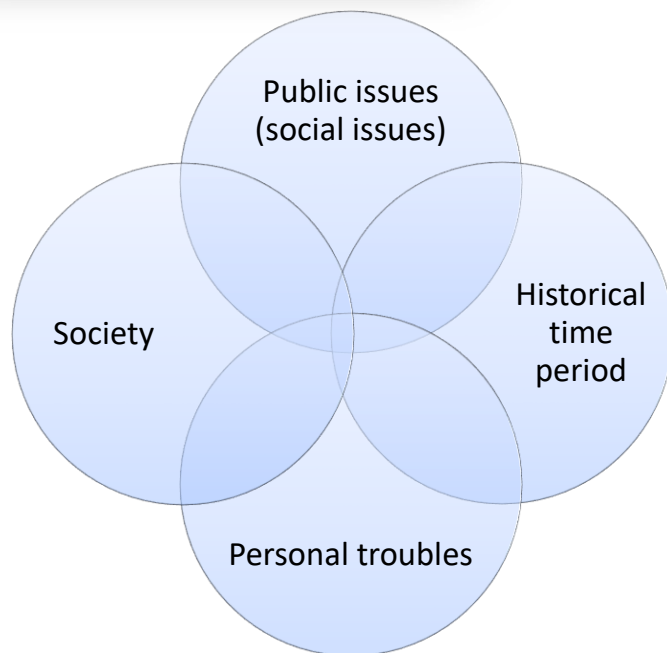 Public issues
(social issues)
Society
Historical
time
period
Personal troubles